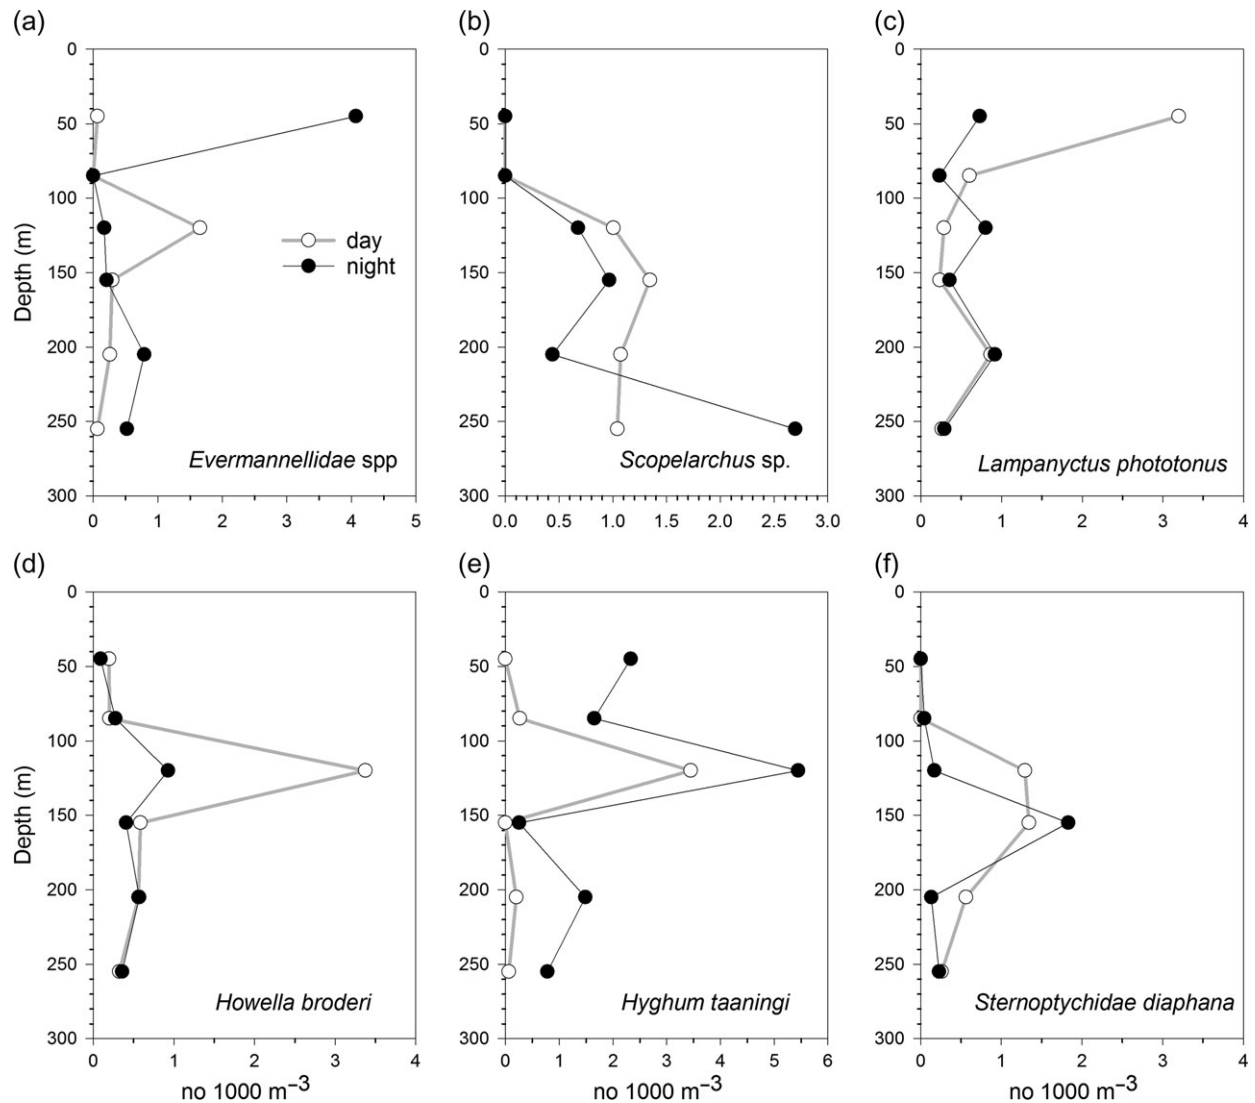 (a)
0
50
100
150
200
250
300
Depth (m)
day
night
Evermannellidae spp
0 1 2 3 4 5
(b)
0
50
100
150
200
250
300
Scopelarchus sp.
0.0 0.5 1.0 1.5 2.0 2.5 3.0
(c)
0
50
100
150
200
250
300
Lampanyctus phototonus
0 1 2 3 4
(d)
0
50
100
150
200
250
300
Depth (m)
Howella broderi
0 1 2 3 4
no 1000 m⁻³
(e)
0
50
100
150
200
250
300
Hyghum taaningi
0 1 2 3 4 5 6
no 1000 m⁻³
(f)
0
50
100
150
200
250
300
Sternoptychidae diaphana
0 1 2 3 4
no 1000 m⁻³